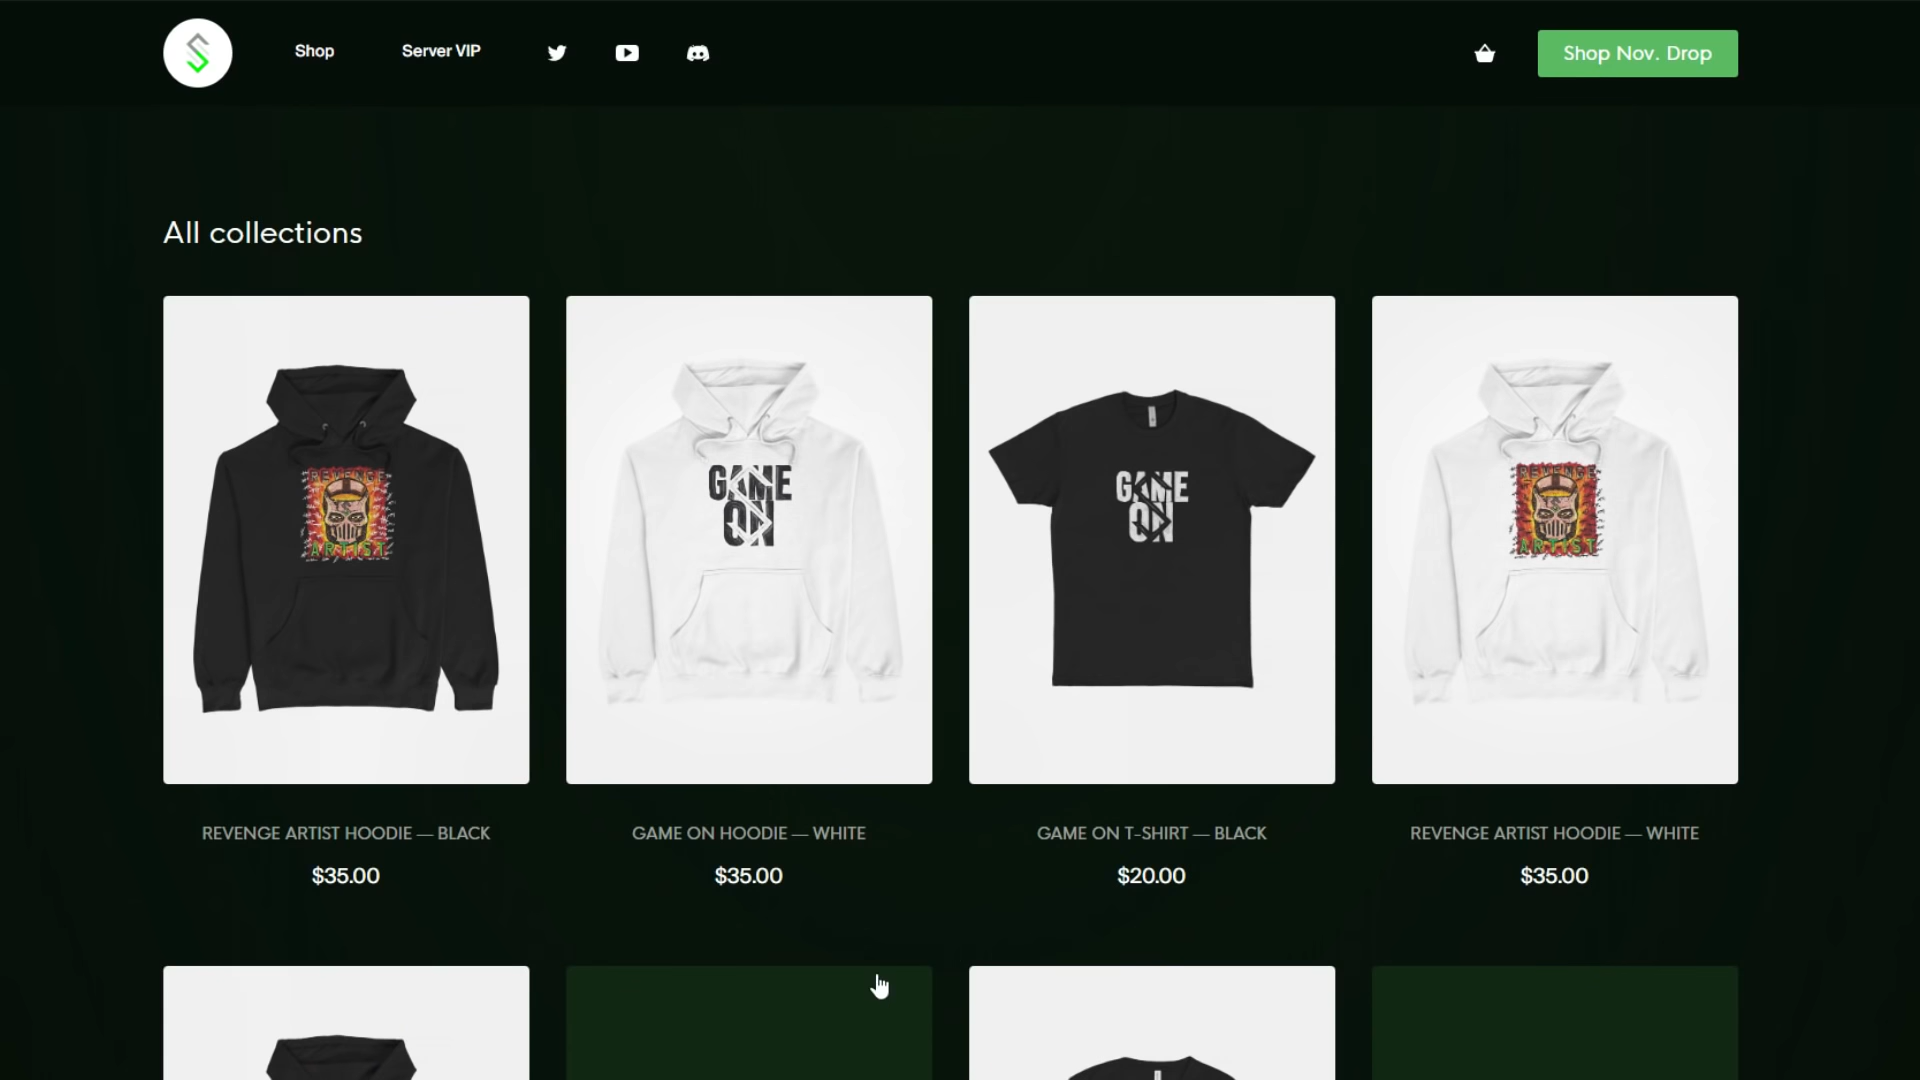 Shop
Server VIP
Shop Nov. Drop
All collections
REVENGE
ARTIST
GAME
ON
GAME
ON
REVENGE
ARTIST
REVENGE ARTIST HOODIE — BLACK
GAME ON HOODIE — WHITE
GAME ON T-SHIRT — BLACK
REVENGE ARTIST HOODIE — WHITE
$35.00
$35.00
$20.00
$35.00